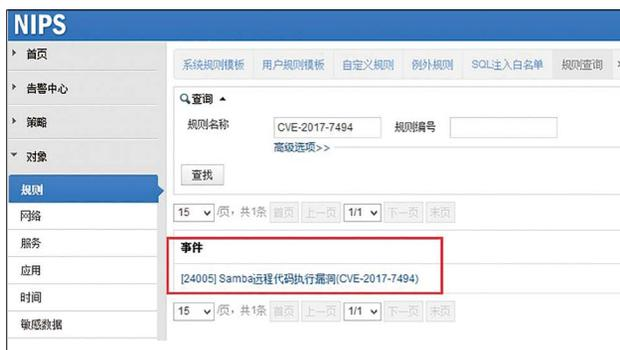 NIPS
首页
告警中心
策略
对象
规则
网络
服务
应用
时间
敏感数据
系统规则模板 用户规则模板 自定义规则 例外规则 SQL注入白名单 规则查询
查询
规则名称 CVE-2017-7494 规则编号
高级选项>>
查找
15 /页，共1条 首页 上一页 1/1 下一页 末页
事件
[24005] Samba远程代码执行漏洞(CVE-2017-7494)
15 /页，共1条 首页 上一页 1/1 下一页 末页